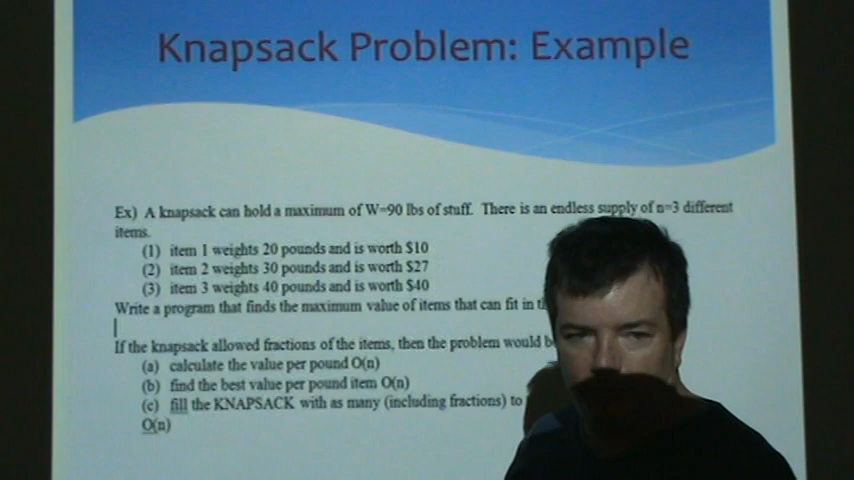 Knapsack Problem: Example
Ex) A knapsack can hold a maximum of W=90 lbs of stuff. There is an endless supply of n=3 different
items.
(1) item 1 weights 20 pounds and is worth $10
(2) item 2 weights 30 pounds and is worth $27
(3) item 3 weights 40 pounds and is worth $40
Write a program that finds the maximum value of items that can fit in
If the knapsack allowed fractions of the items, then the problem would
(a) calculate the value per pound O(n)
(b) find the best value per pound item O(n)
(c) fill the KNAPSACK with as many (including fractions) to
O(n)